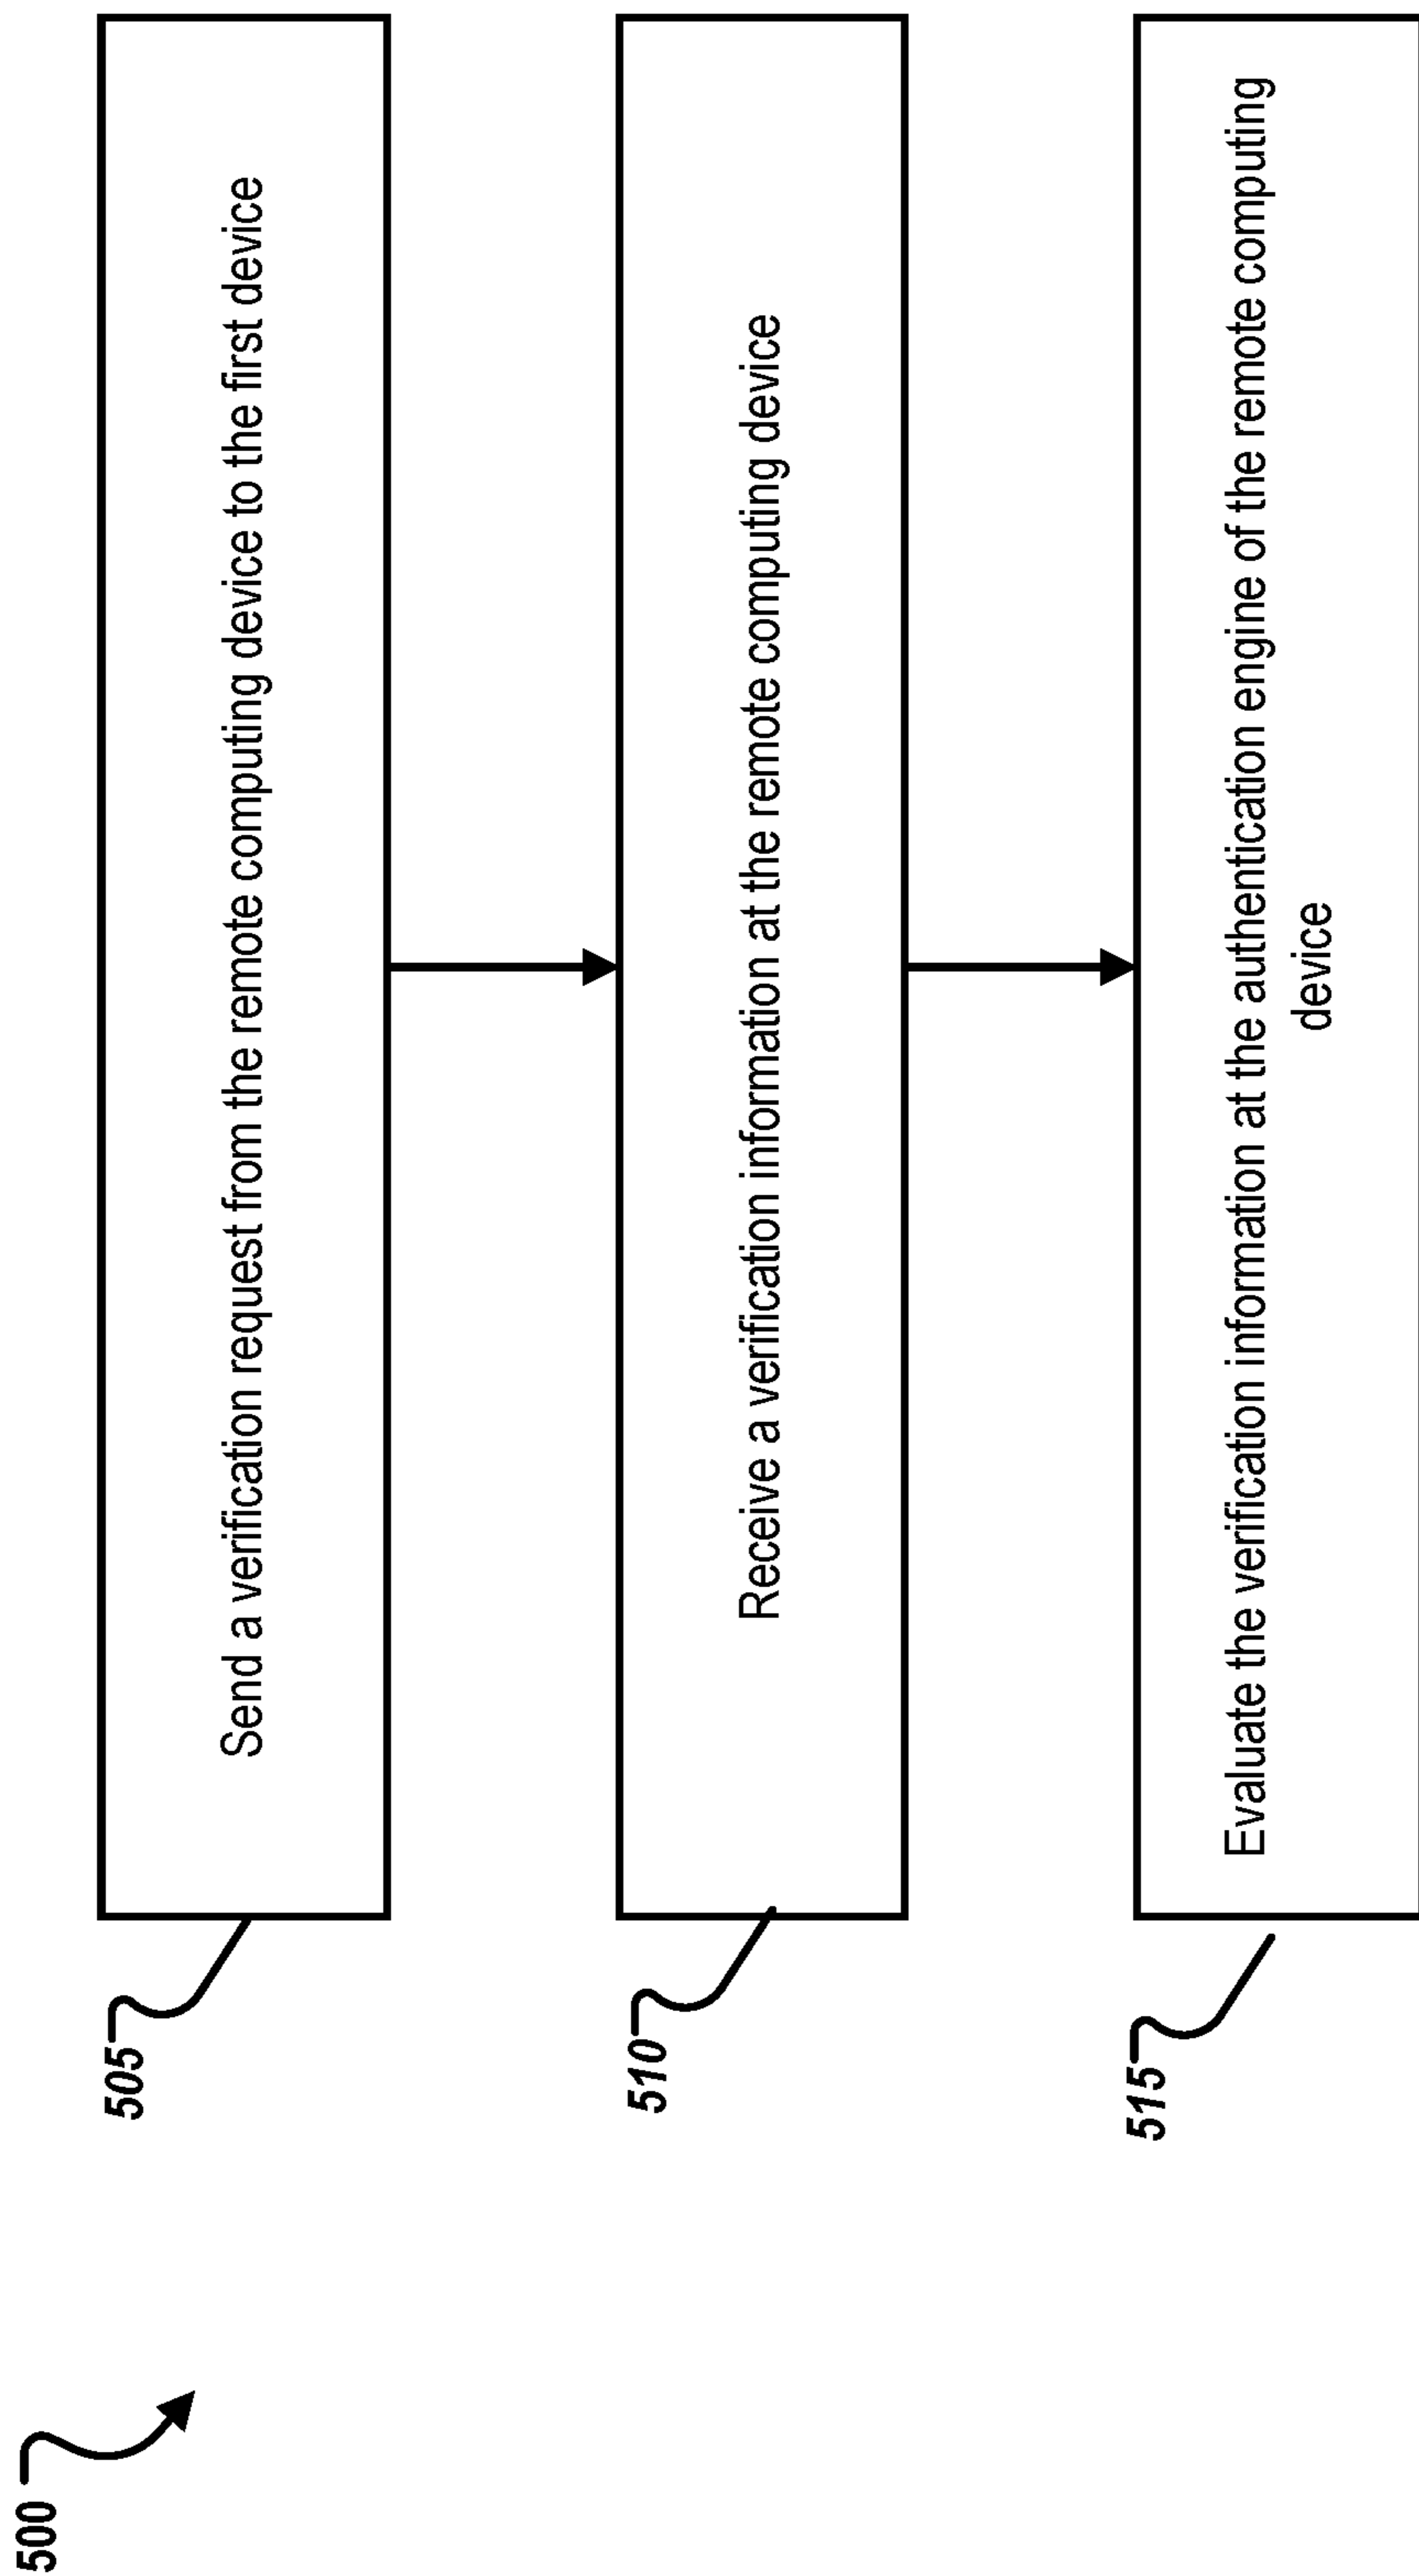 500
505
Send a verification request from the remote computing device to the first device
510
Receive a verification information at the remote computing device
515
Evaluate the verification information at the authentication engine of the remote computing
device